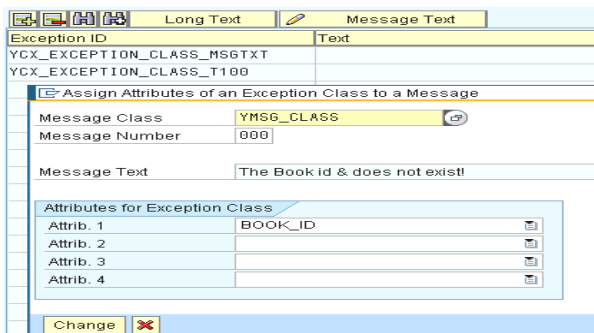 Long Text Message Text
Exception ID Text
YCX_EXCEPTION_CLASS_MSGTXT
YCX_EXCEPTION_CLASS_T100
Assign Attributes of an Exception Class to a Message
Message Class YMSG_CLASS
Message Number 000
Message Text The Book id & does not exist!
Attributes for Exception Class
Attrib. 1 BOOK_ID
Attrib. 2
Attrib. 3
Attrib. 4
Change